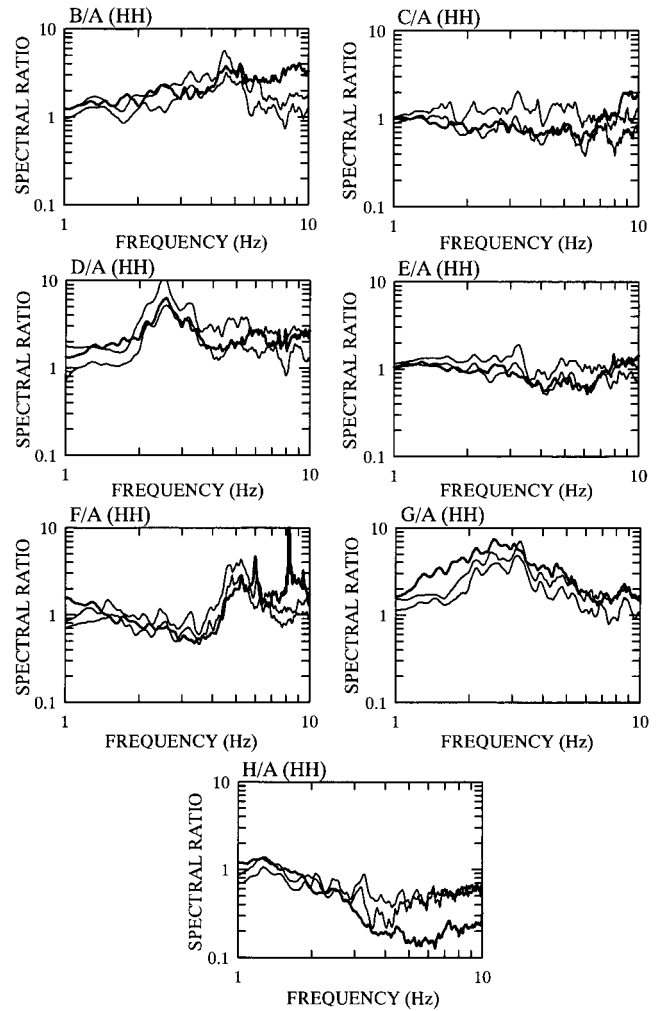 B/A (HH)
C/A (HH)
10
1
0.1
SPECTRAL RATIO
1
10
FREQUENCY (Hz)
10
1
0.1
SPECTRAL RATIO
1
10
FREQUENCY (Hz)
D/A (HH)
E/A (HH)
10
1
0.1
SPECTRAL RATIO
1
10
FREQUENCY (Hz)
10
1
0.1
SPECTRAL RATIO
1
10
FREQUENCY (Hz)
F/A (HH)
G/A (HH)
10
1
0.1
SPECTRAL RATIO
1
10
FREQUENCY (Hz)
10
1
0.1
SPECTRAL RATIO
1
10
FREQUENCY (Hz)
H/A (HH)
10
1
0.1
SPECTRAL RATIO
1
10
FREQUENCY (Hz)